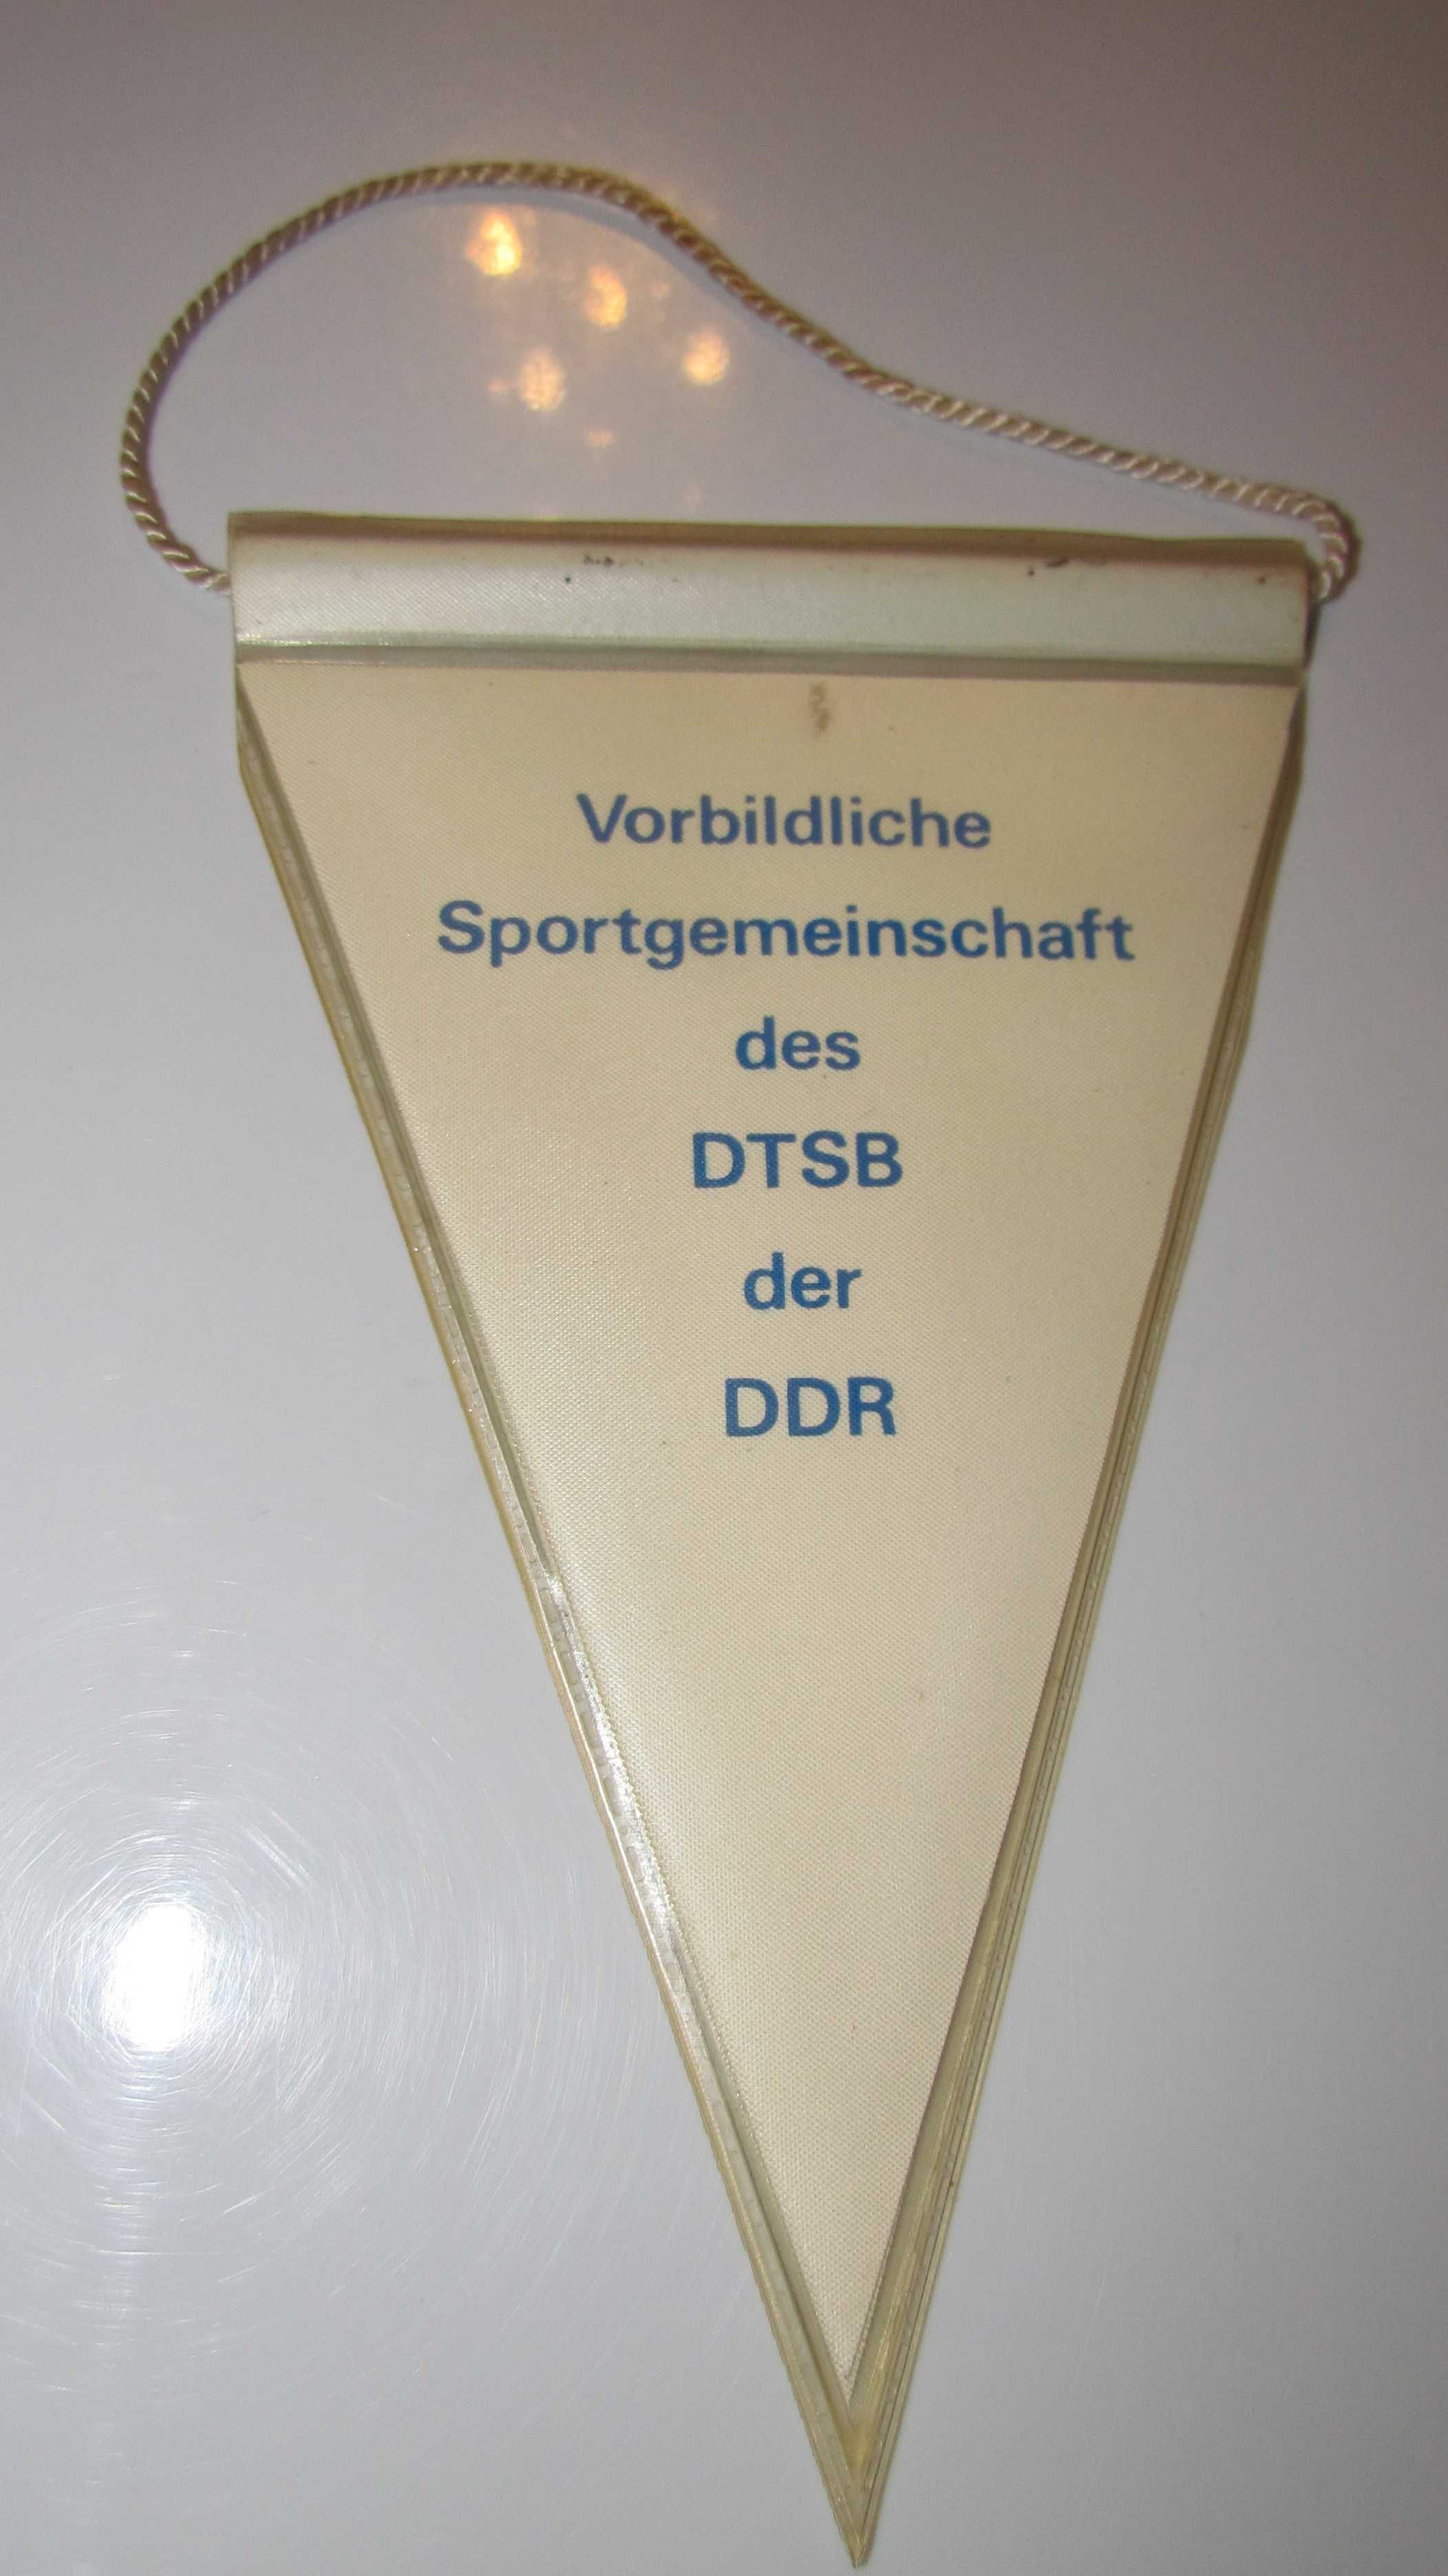 Vorbildliche
Sportgemeinschaft
des
DTSB
der
DDR